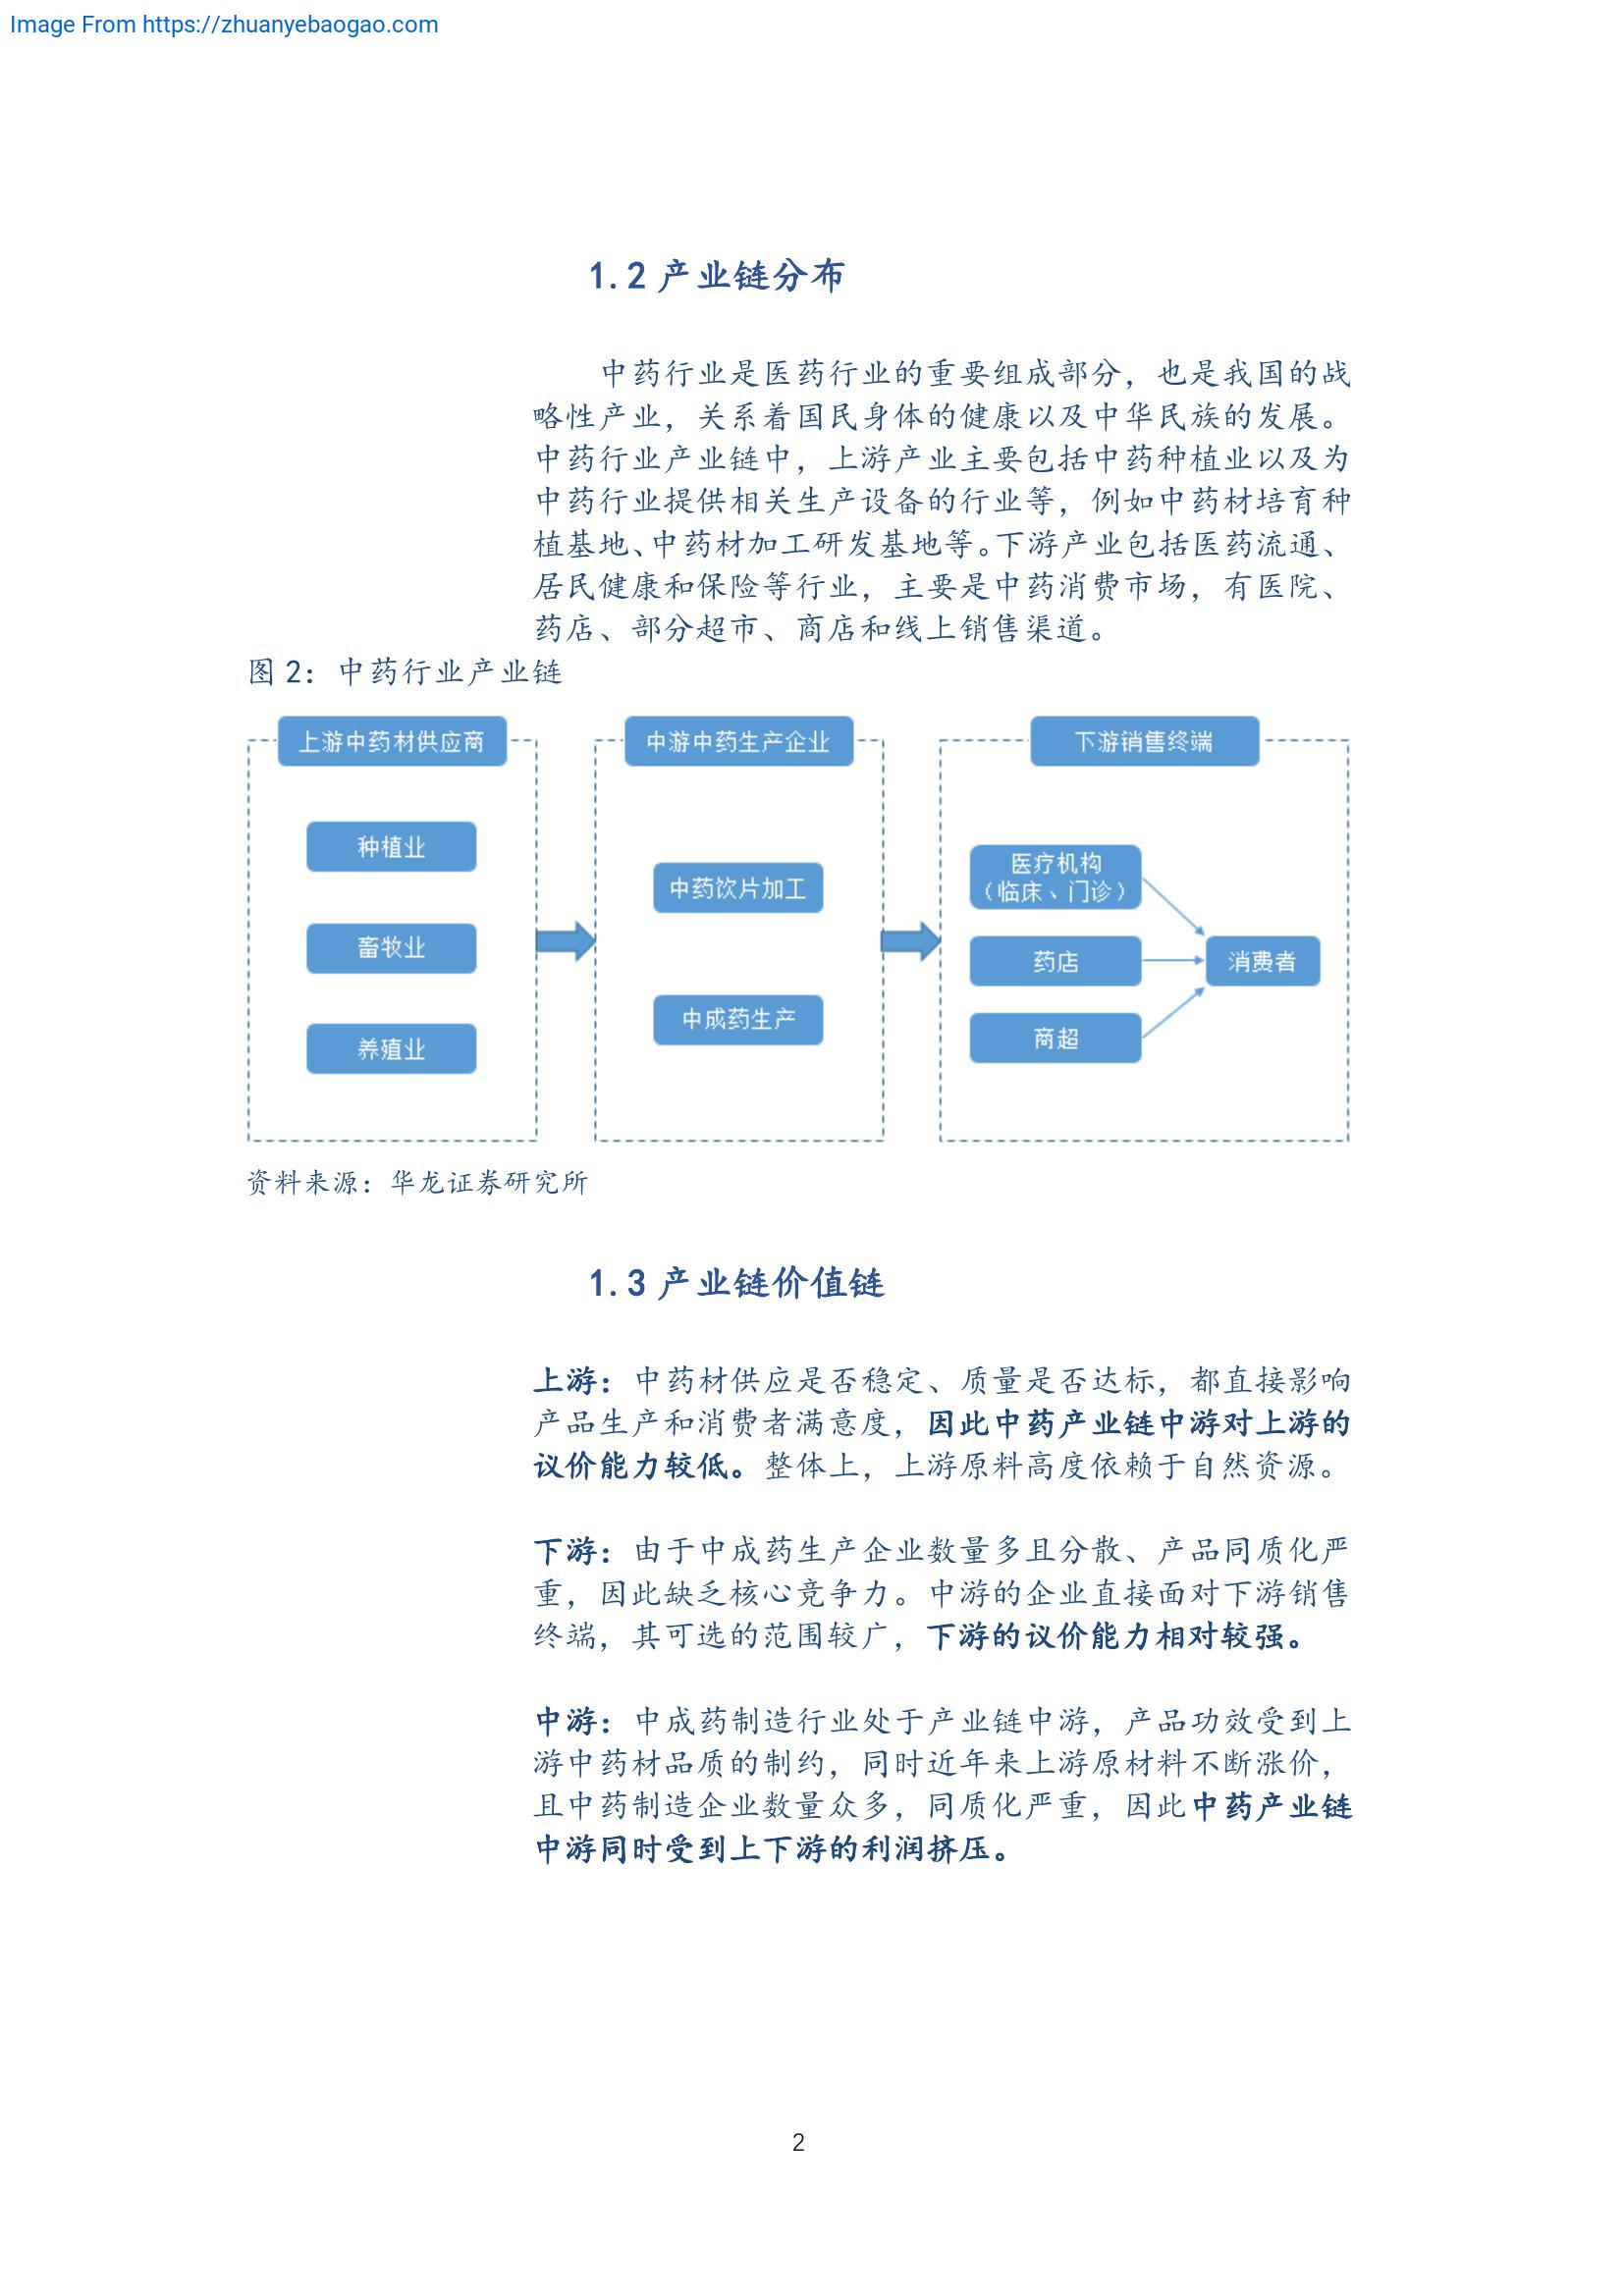 Image From https://zhuanyebaogao.com
1.2 产业链分布
中药行业是医药行业的重要组成部分，也是我国的战
略性产业，关系着国民身体的健康以及中华民族的发展。
中药行业产业链中，上游产业主要包括中药种植业以及为
中药行业提供相关生产设备的行业等，例如中药材培育种
植基地、中药材加工研发基地等。下游产业包括医药流通、
居民健康和保险等行业，主要是中药消费市场，有医院、
药店、部分超市、商店和线上销售渠道。
图 2：中药行业产业链
上游中药材供应商
种植业
畜牧业
养殖业
中游中药生产企业
中药饮片加工
中成药生产
下游销售终端
医疗机构
（临床、门诊）
药店
商超
消费者
资料来源：华龙证券研究所
1.3 产业链价值链
上游：中药材供应是否稳定、质量是否达标，都直接影响
产品生产和消费者满意度，因此中药产业链中游对上游的
议价能力较低。整体上，上游原料高度依赖于自然资源。
下游：由于中成药生产企业数量多且分散、产品同质化严
重，因此缺乏核心竞争力。中游的企业直接面对下游销售
终端，其可选的范围较广，下游的议价能力相对较强。
中游：中成药制造行业处于产业链中游，产品功效受到上
游中药材品质的制约，同时近年来上游原材料不断涨价，
且中药制造企业数量众多，同质化严重，因此中药产业链
中游同时受到上下游的利润挤压。
2